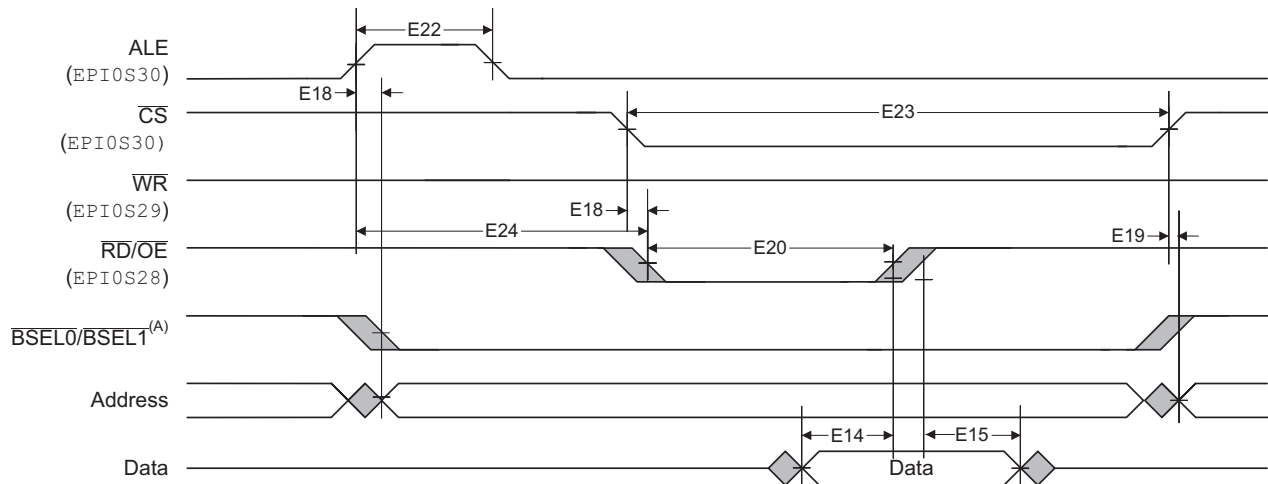 E22
ALE
(EPI0S30)
E18
CS
E23
(EPI0S30)
WR
(EPI0S29)
E18
E24
E19
RD/OE
E20
(EPI0S28)
BSEL0/BSEL1(A)
Address
E14
E15
Data
Data